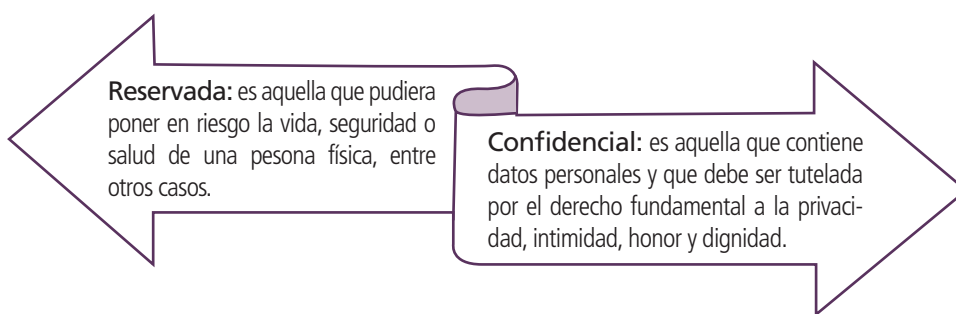 Reservada: es aquella que pudiera
poner en riesgo la vida, seguridad o
salud de una pesona física, entre
otros casos.
Confidencial: es aquella que contiene
datos personales y que debe ser tutelada
por el derecho fundamental a la privaci-
dad, intimidad, honor y dignidad.